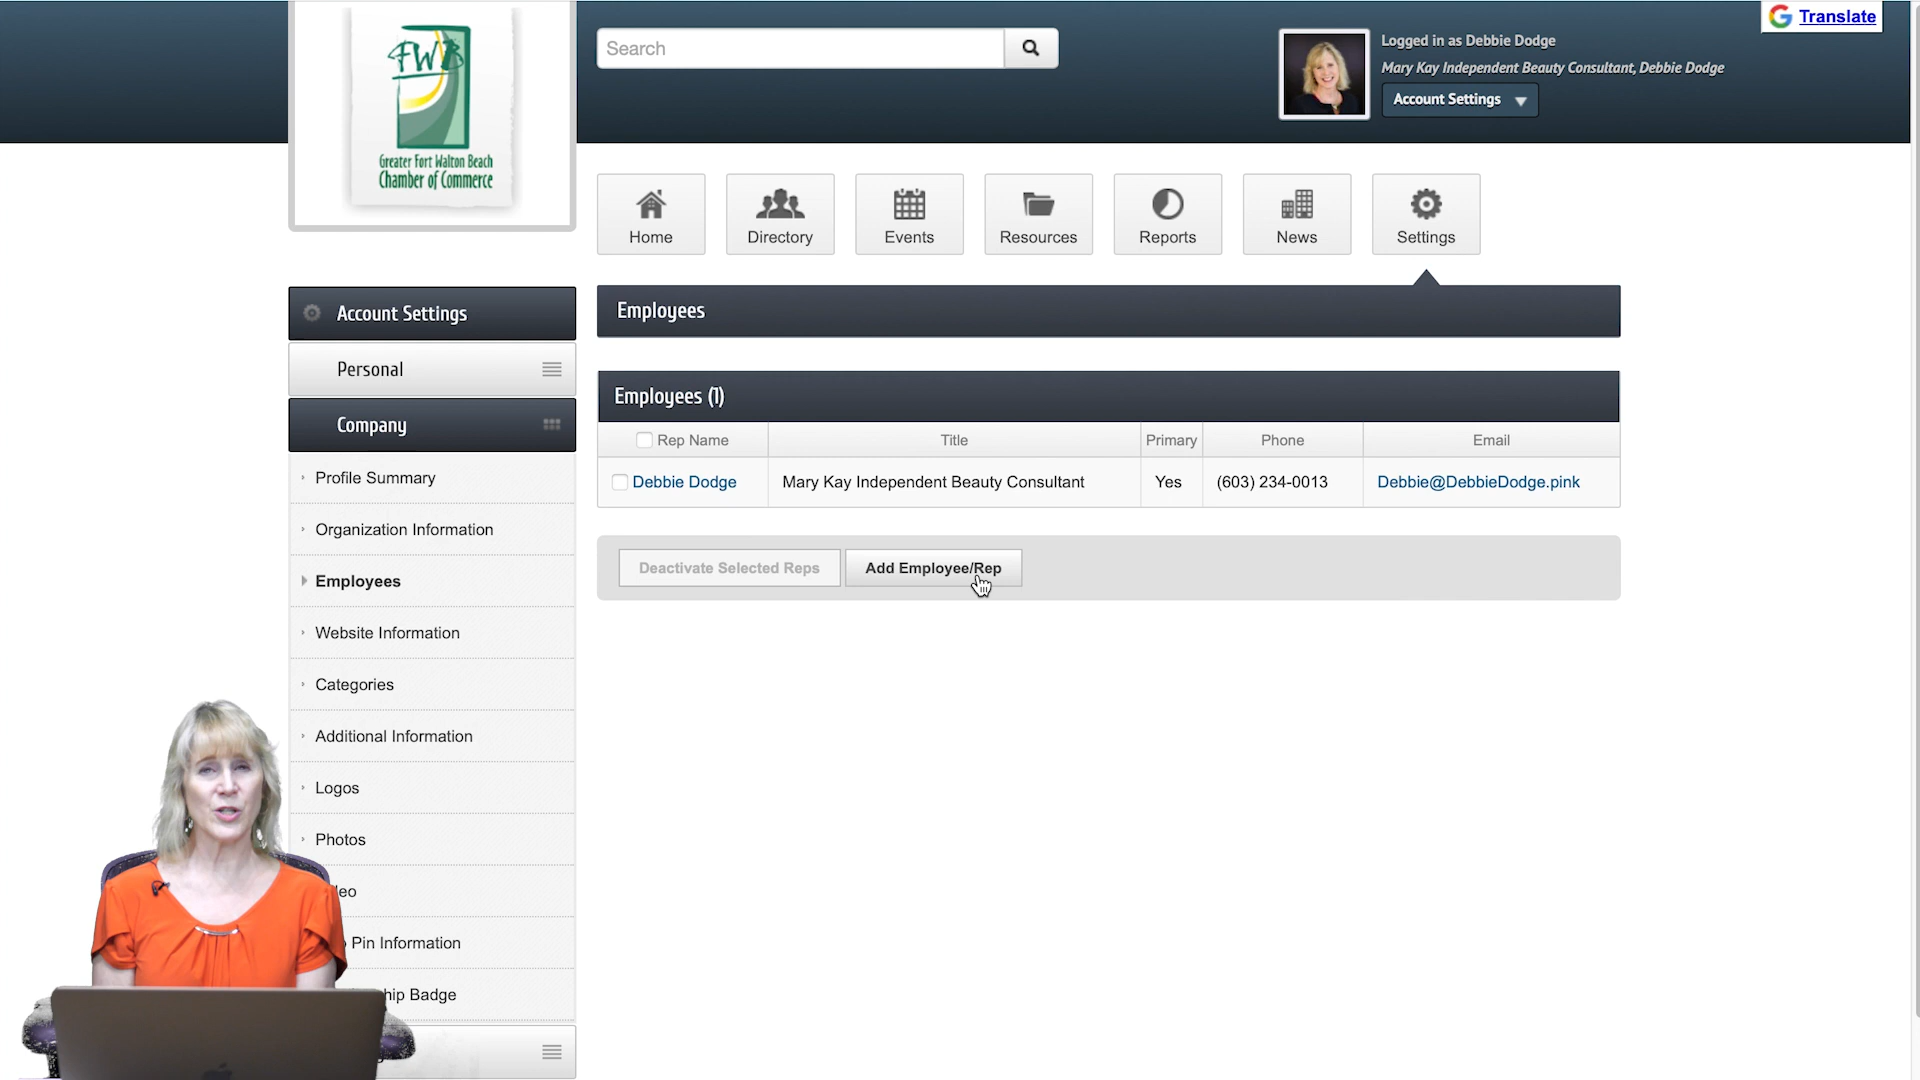 Translate
FWB
Greater Fort Walton Beach
Chamber of Commerce
Search
Logged in as Debbie Dodge
Mary Kay Independent Beauty Consultant, Debbie Dodge
Account Settings
Home
Directory
Events
Resources
Reports
News
Settings
Account Settings
Personal
Company
Profile Summary
Organization Information
Employees
Website Information
Categories
Additional Information
Logos
Photos
eo
Pin Information
hip Badge
Employees
Employees (1)
Rep Name Title Primary Phone Email
Debbie Dodge Mary Kay Independent Beauty Consultant Yes (603) 234-0013 Debbie@DebbieDodge.pink
Deactivate Selected Reps Add Employee/Rep